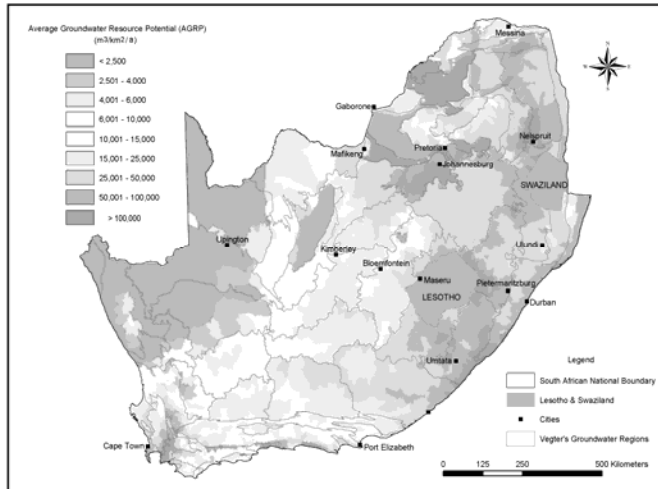 Average Groundwater Resource Potential (AGRP)
(m3/km2/a)
< 2,500
2,501 - 4,000
4,001 - 6,000
6,001 - 10,000
10,001 - 15,000
15,001 - 25,000
25,001 - 50,000
50,001 - 100,000
> 100,000
Messina
N
W
E
S
Gaborone
Mafikeng
Pretoria
Johannesburg
Nelspruit
SWAZILAND
Upington
Kimberley
Bloemfontein
Ulundi
Maseru
LESOTHO
Pietermaritzburg
Durban
Umtata
Cape Town
Port Elizabeth
Legend
South African National Boundary
Lesotho & Swaziland
Cities
Vegter's Groundwater Regions
0 125 250 500 Kilometers